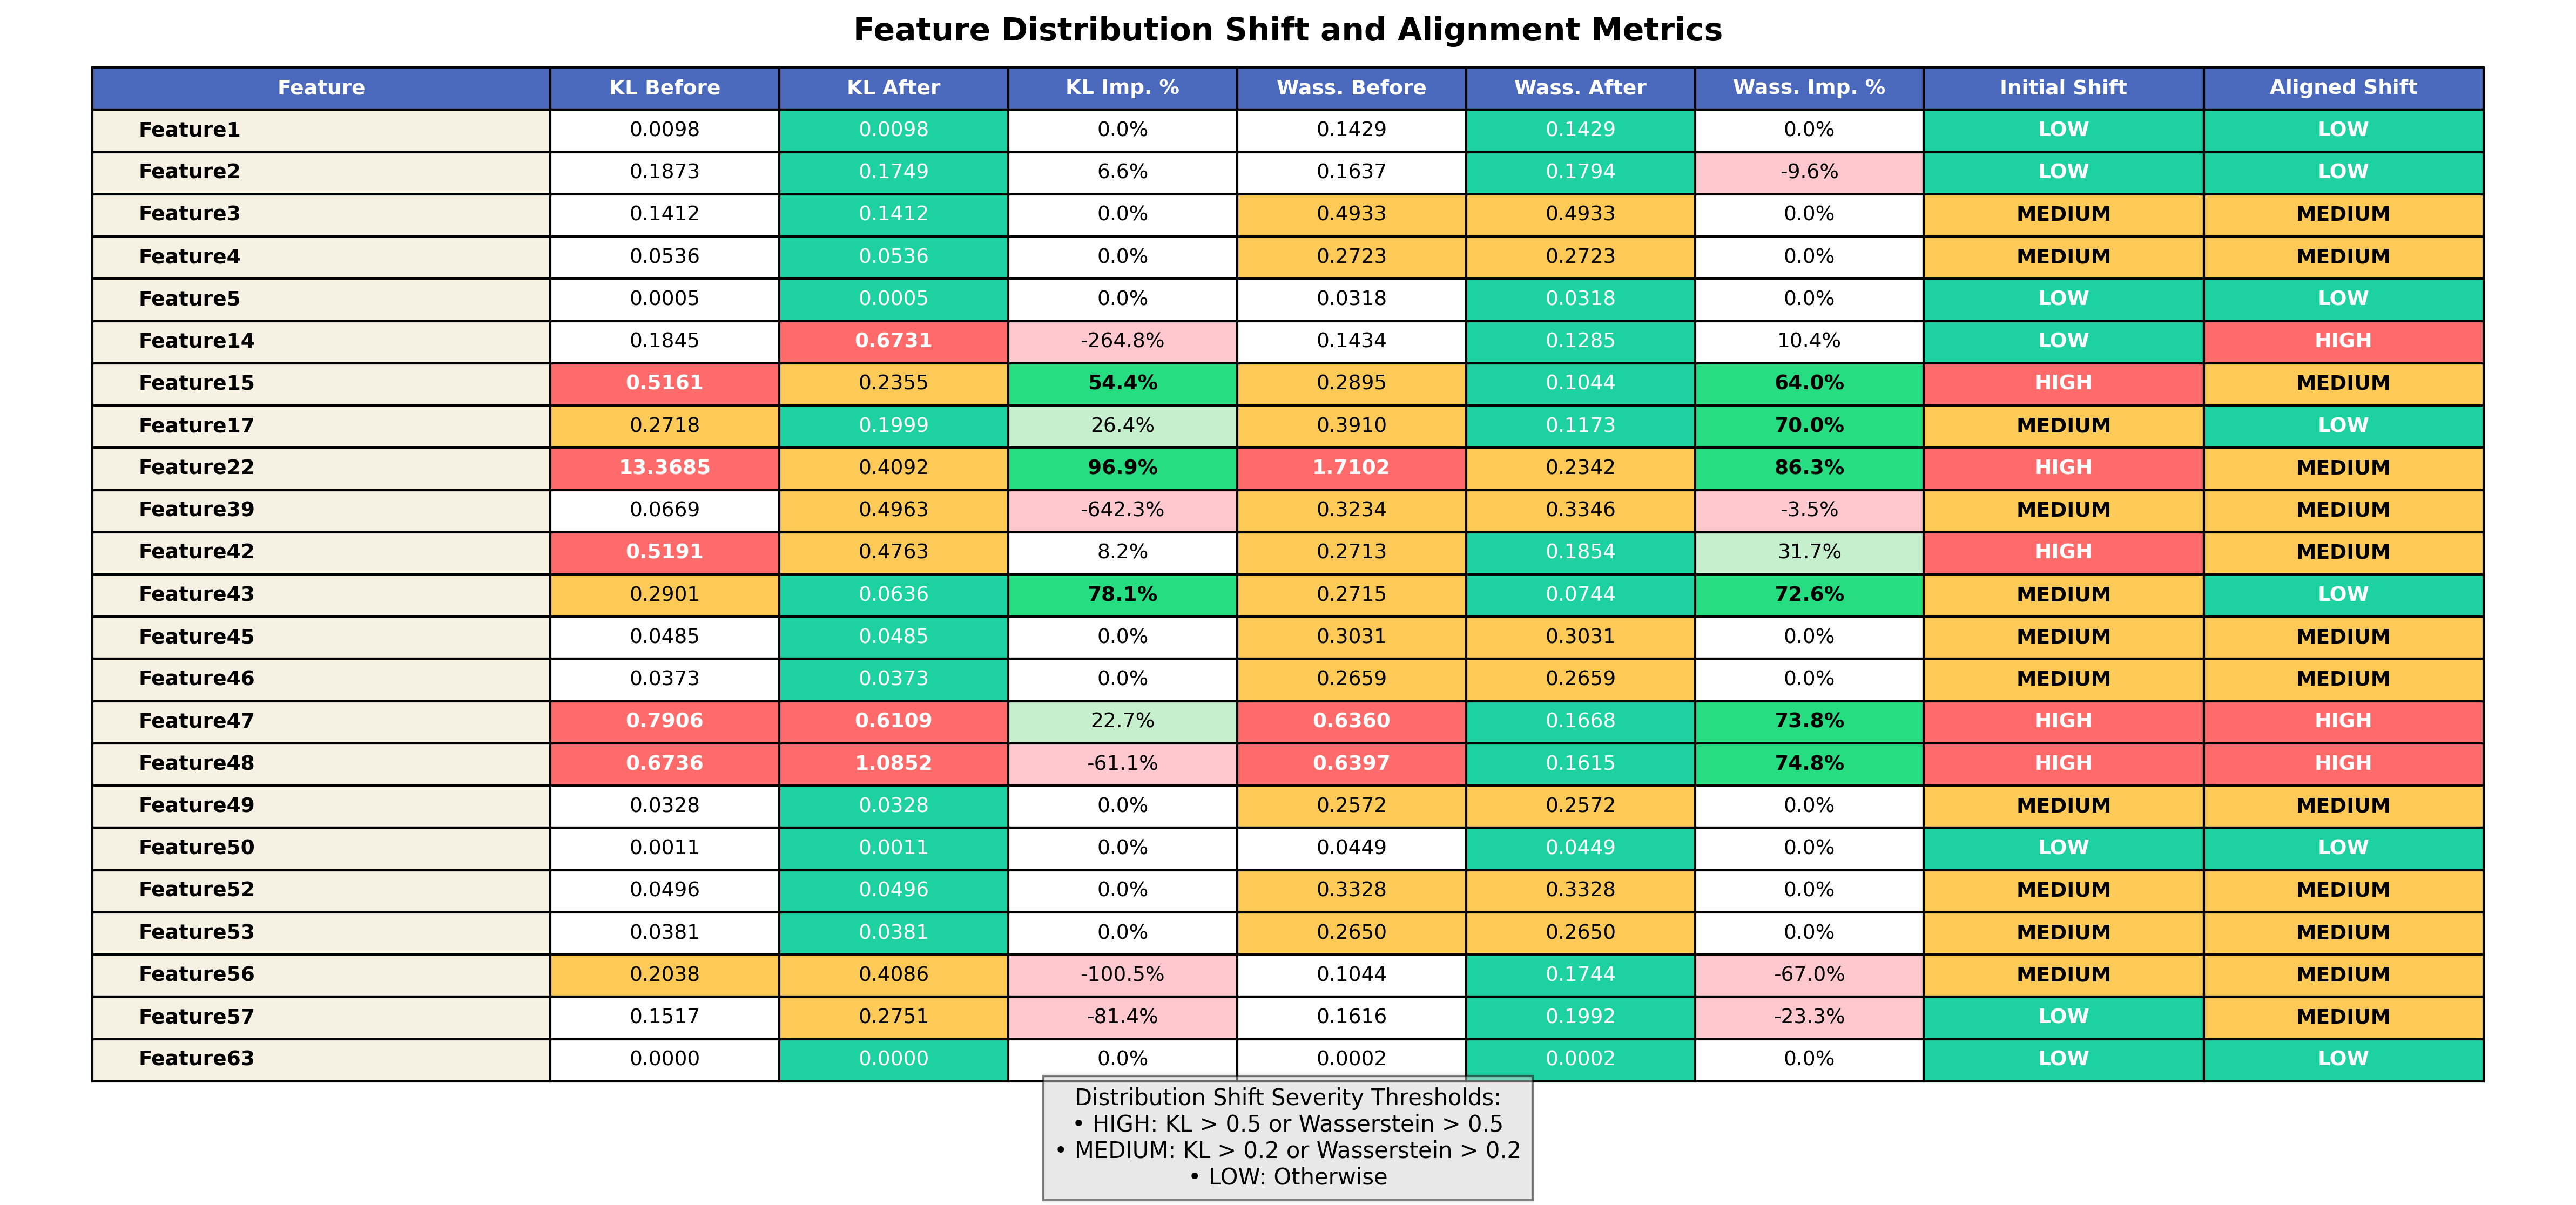 Feature Distribution Shift and Alignment Metrics
Feature KL Before KL After KL Imp. % Wass. Before Wass. After Wass. Imp. % Initial Shift Aligned Shift
Feature1 0.0098 0.0098 0.0% 0.1429 0.1429 0.0% LOW LOW
Feature2 0.1873 0.1749 6.6% 0.1637 0.1794 -9.6% LOW LOW
Feature3 0.1412 0.1412 0.0% 0.4933 0.4933 0.0% MEDIUM MEDIUM
Feature4 0.0536 0.0536 0.0% 0.2723 0.2723 0.0% MEDIUM MEDIUM
Feature5 0.0005 0.0005 0.0% 0.0318 0.0318 0.0% LOW LOW
Feature14 0.1845 0.6731 -264.8% 0.1434 0.1285 10.4% LOW HIGH
Feature15 0.5161 0.2355 54.4% 0.2895 0.1044 64.0% HIGH MEDIUM
Feature17 0.2718 0.1999 26.4% 0.3910 0.1173 70.0% MEDIUM LOW
Feature22 13.3685 0.4092 96.9% 1.7102 0.2342 86.3% HIGH MEDIUM
Feature39 0.0669 0.4963 -642.3% 0.3234 0.3346 -3.5% MEDIUM MEDIUM
Feature42 0.5191 0.4763 8.2% 0.2713 0.1854 31.7% HIGH MEDIUM
Feature43 0.2901 0.0636 78.1% 0.2715 0.0744 72.6% MEDIUM LOW
Feature45 0.0485 0.0485 0.0% 0.3031 0.3031 0.0% MEDIUM MEDIUM
Feature46 0.0373 0.0373 0.0% 0.2659 0.2659 0.0% MEDIUM MEDIUM
Feature47 0.7906 0.6109 22.7% 0.6360 0.1668 73.8% HIGH HIGH
Feature48 0.6736 1.0852 -61.1% 0.6397 0.1615 74.8% HIGH HIGH
Feature49 0.0328 0.0328 0.0% 0.2572 0.2572 0.0% MEDIUM MEDIUM
Feature50 0.0011 0.0011 0.0% 0.0449 0.0449 0.0% LOW LOW
Feature52 0.0496 0.0496 0.0% 0.3328 0.3328 0.0% MEDIUM MEDIUM
Feature53 0.0381 0.0381 0.0% 0.2650 0.2650 0.0% MEDIUM MEDIUM
Feature56 0.2038 0.4086 -100.5% 0.1044 0.1744 -67.0% MEDIUM MEDIUM
Feature57 0.1517 0.2751 -81.4% 0.1616 0.1992 -23.3% LOW MEDIUM
Feature63 0.0000 0.0000 0.0% 0.0002 0.0002 0.0% LOW LOW
Distribution Shift Severity Thresholds:
• HIGH: KL > 0.5 or Wasserstein > 0.5
• MEDIUM: KL > 0.2 or Wasserstein > 0.2
• LOW: Otherwise